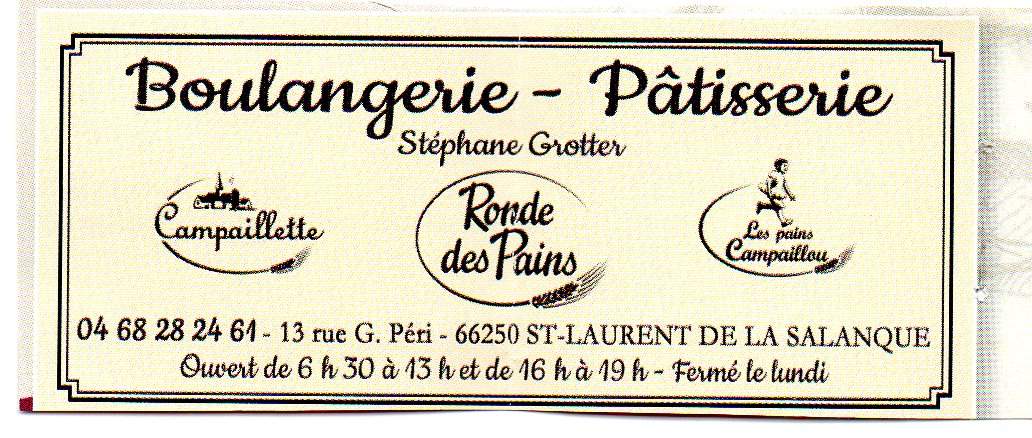 Boulangerie - Pâtisserie
Stéphane Grotter
Campaillette
Ronde
des Pains
Les pains
Campaillou
04 68 28 24 61 - 13 rue G. Péri - 66250 ST-LAURENT DE LA SALANQUE
Ouvert de 6 h 30 à 13 h et de 16 h à 19 h - Fermé le lundi